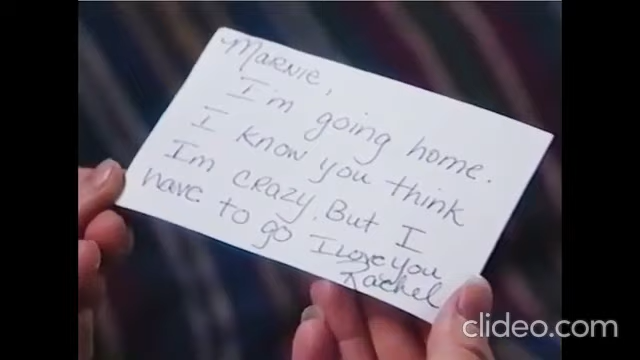 Marnie,
I'm going home.
I know you think
I'm crazy. But I
have to go I love you
Rachel
clideo.com